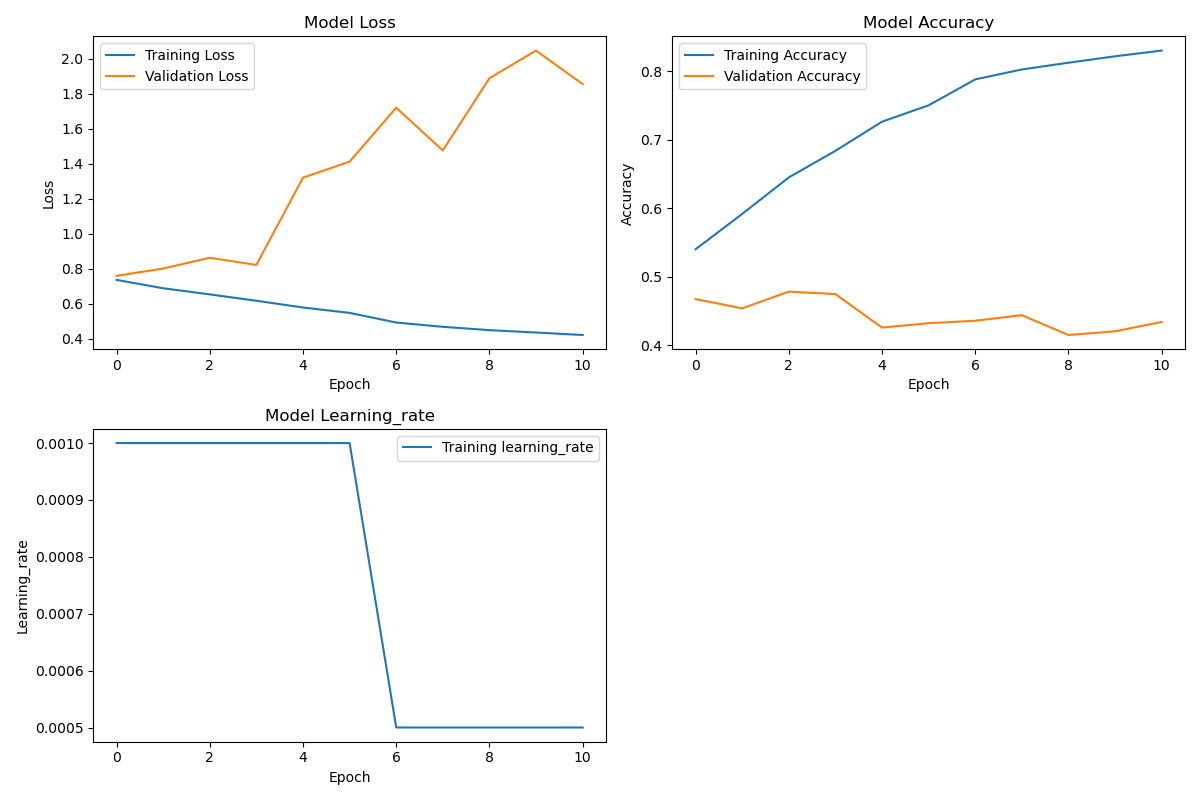 Model Loss
Training Loss
Validation Loss
2.0
1.8
1.6
1.4
1.2
1.0
0.8
0.6
0.4
Loss
0 2 4 6 8 10
Epoch
Model Accuracy
Training Accuracy
Validation Accuracy
0.8
0.7
0.6
0.5
0.4
Accuracy
0 2 4 6 8 10
Epoch
Model Learning_rate
Training learning_rate
0.0010
0.0009
0.0008
0.0007
0.0006
0.0005
Learning_rate
0 2 4 6 8 10
Epoch